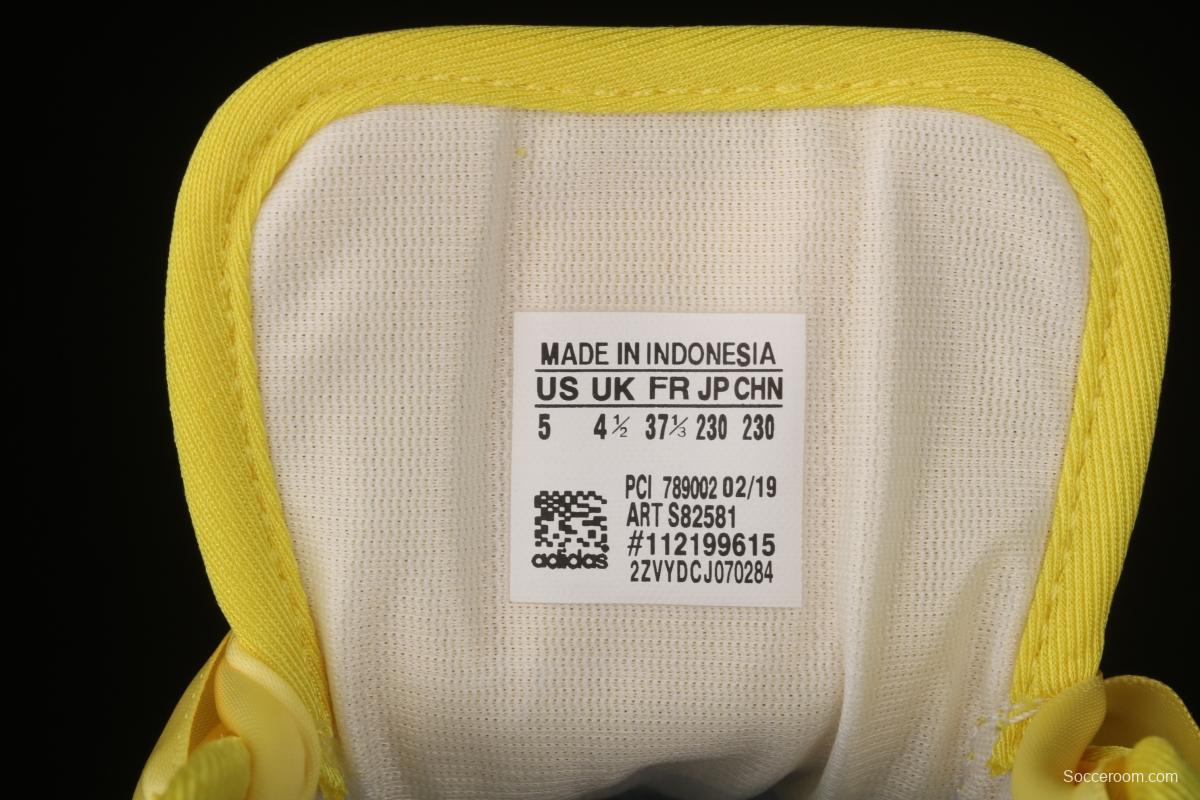 MADE IN INDONESIA
US UK FR JP CHN
5 4½ 37⅓ 230 230
PCI 789002 02/19
ART S82581
#112199615
adidas
2ZVYDCJ070284
Socceroom.com